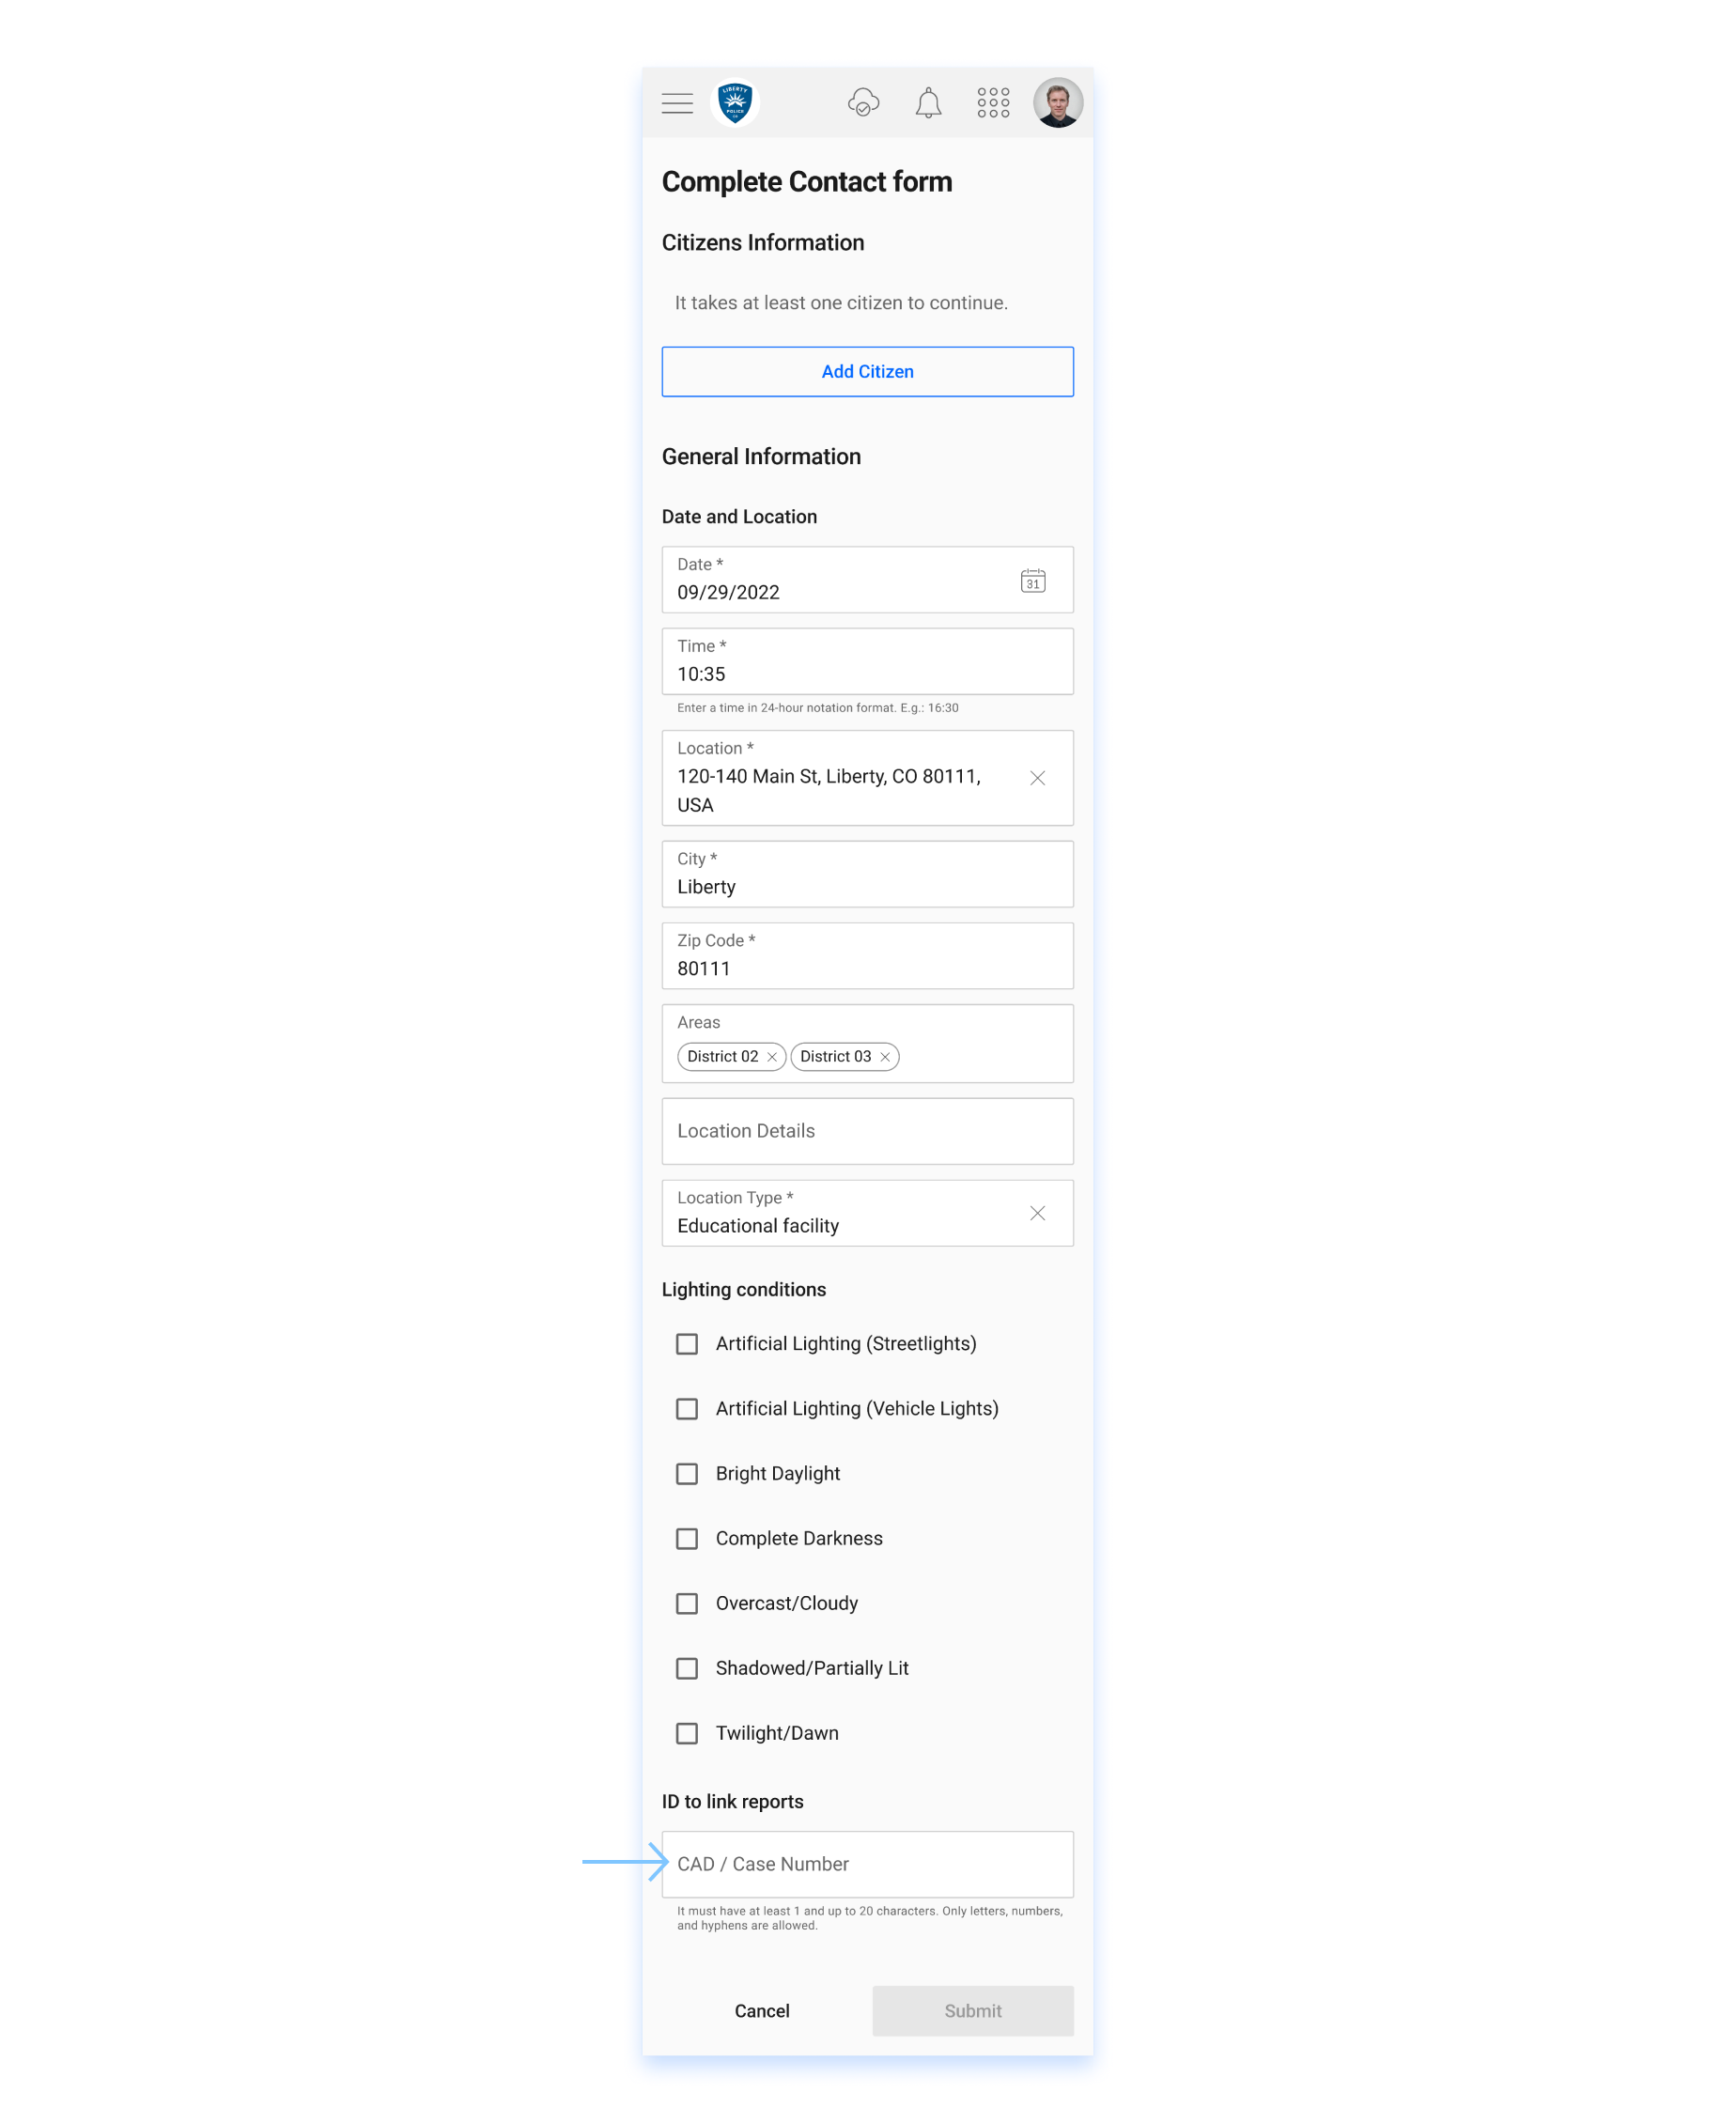 LIBERTY
POLICE
CO
Complete Contact form
Citizens Information
It takes at least one citizen to continue.
Add Citizen
General Information
Date and Location
Date *
09/29/2022
31
Time *
10:35
Enter a time in 24-hour notation format. E.g.: 16:30
Location *
120-140 Main St, Liberty, CO 80111,
USA
City *
Liberty
Zip Code *
80111
Areas
District 02 District 03
Location Details
Location Type *
Educational facility
Lighting conditions
Artificial Lighting (Streetlights)
Artificial Lighting (Vehicle Lights)
Bright Daylight
Complete Darkness
Overcast/Cloudy
Shadowed/Partially Lit
Twilight/Dawn
ID to link reports
CAD / Case Number
It must have at least 1 and up to 20 characters. Only letters, numbers,
and hyphens are allowed.
Cancel Submit